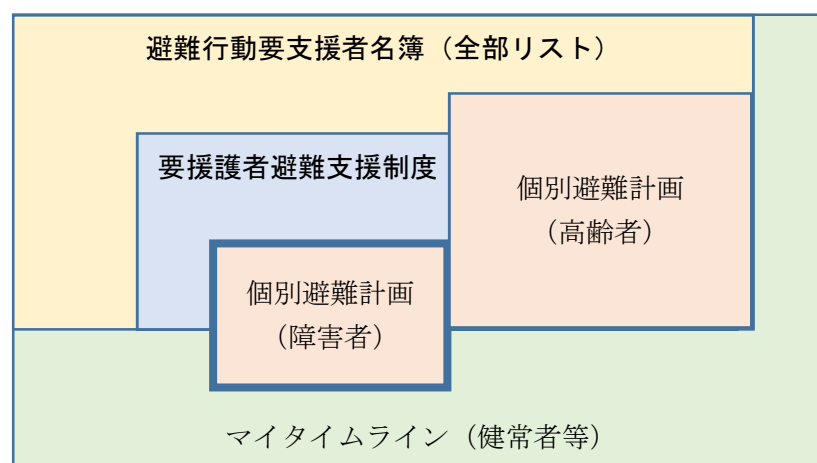 避難行動要支援者名簿（全部リスト）
要援護者避難支援制度
個別避難計画
（高齢者）
個別避難計画
（障害者）
マイタイムライン（健常者等）